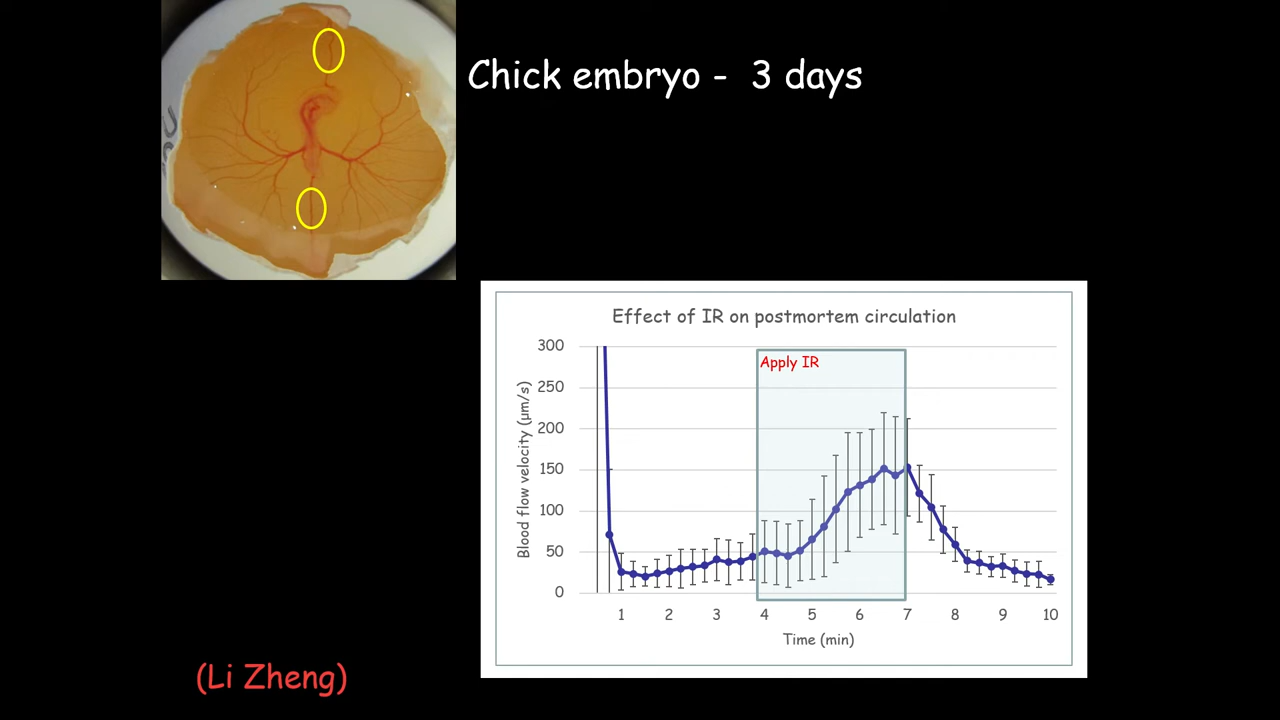 Chick embryo - 3 days
Effect of IR on postmortem circulation
Apply IR
Blood flow velocity (µm/s)
300
250
200
150
100
50
0
1 2 3 4 5 6 7 8 9 10
Time (min)
(Li Zheng)